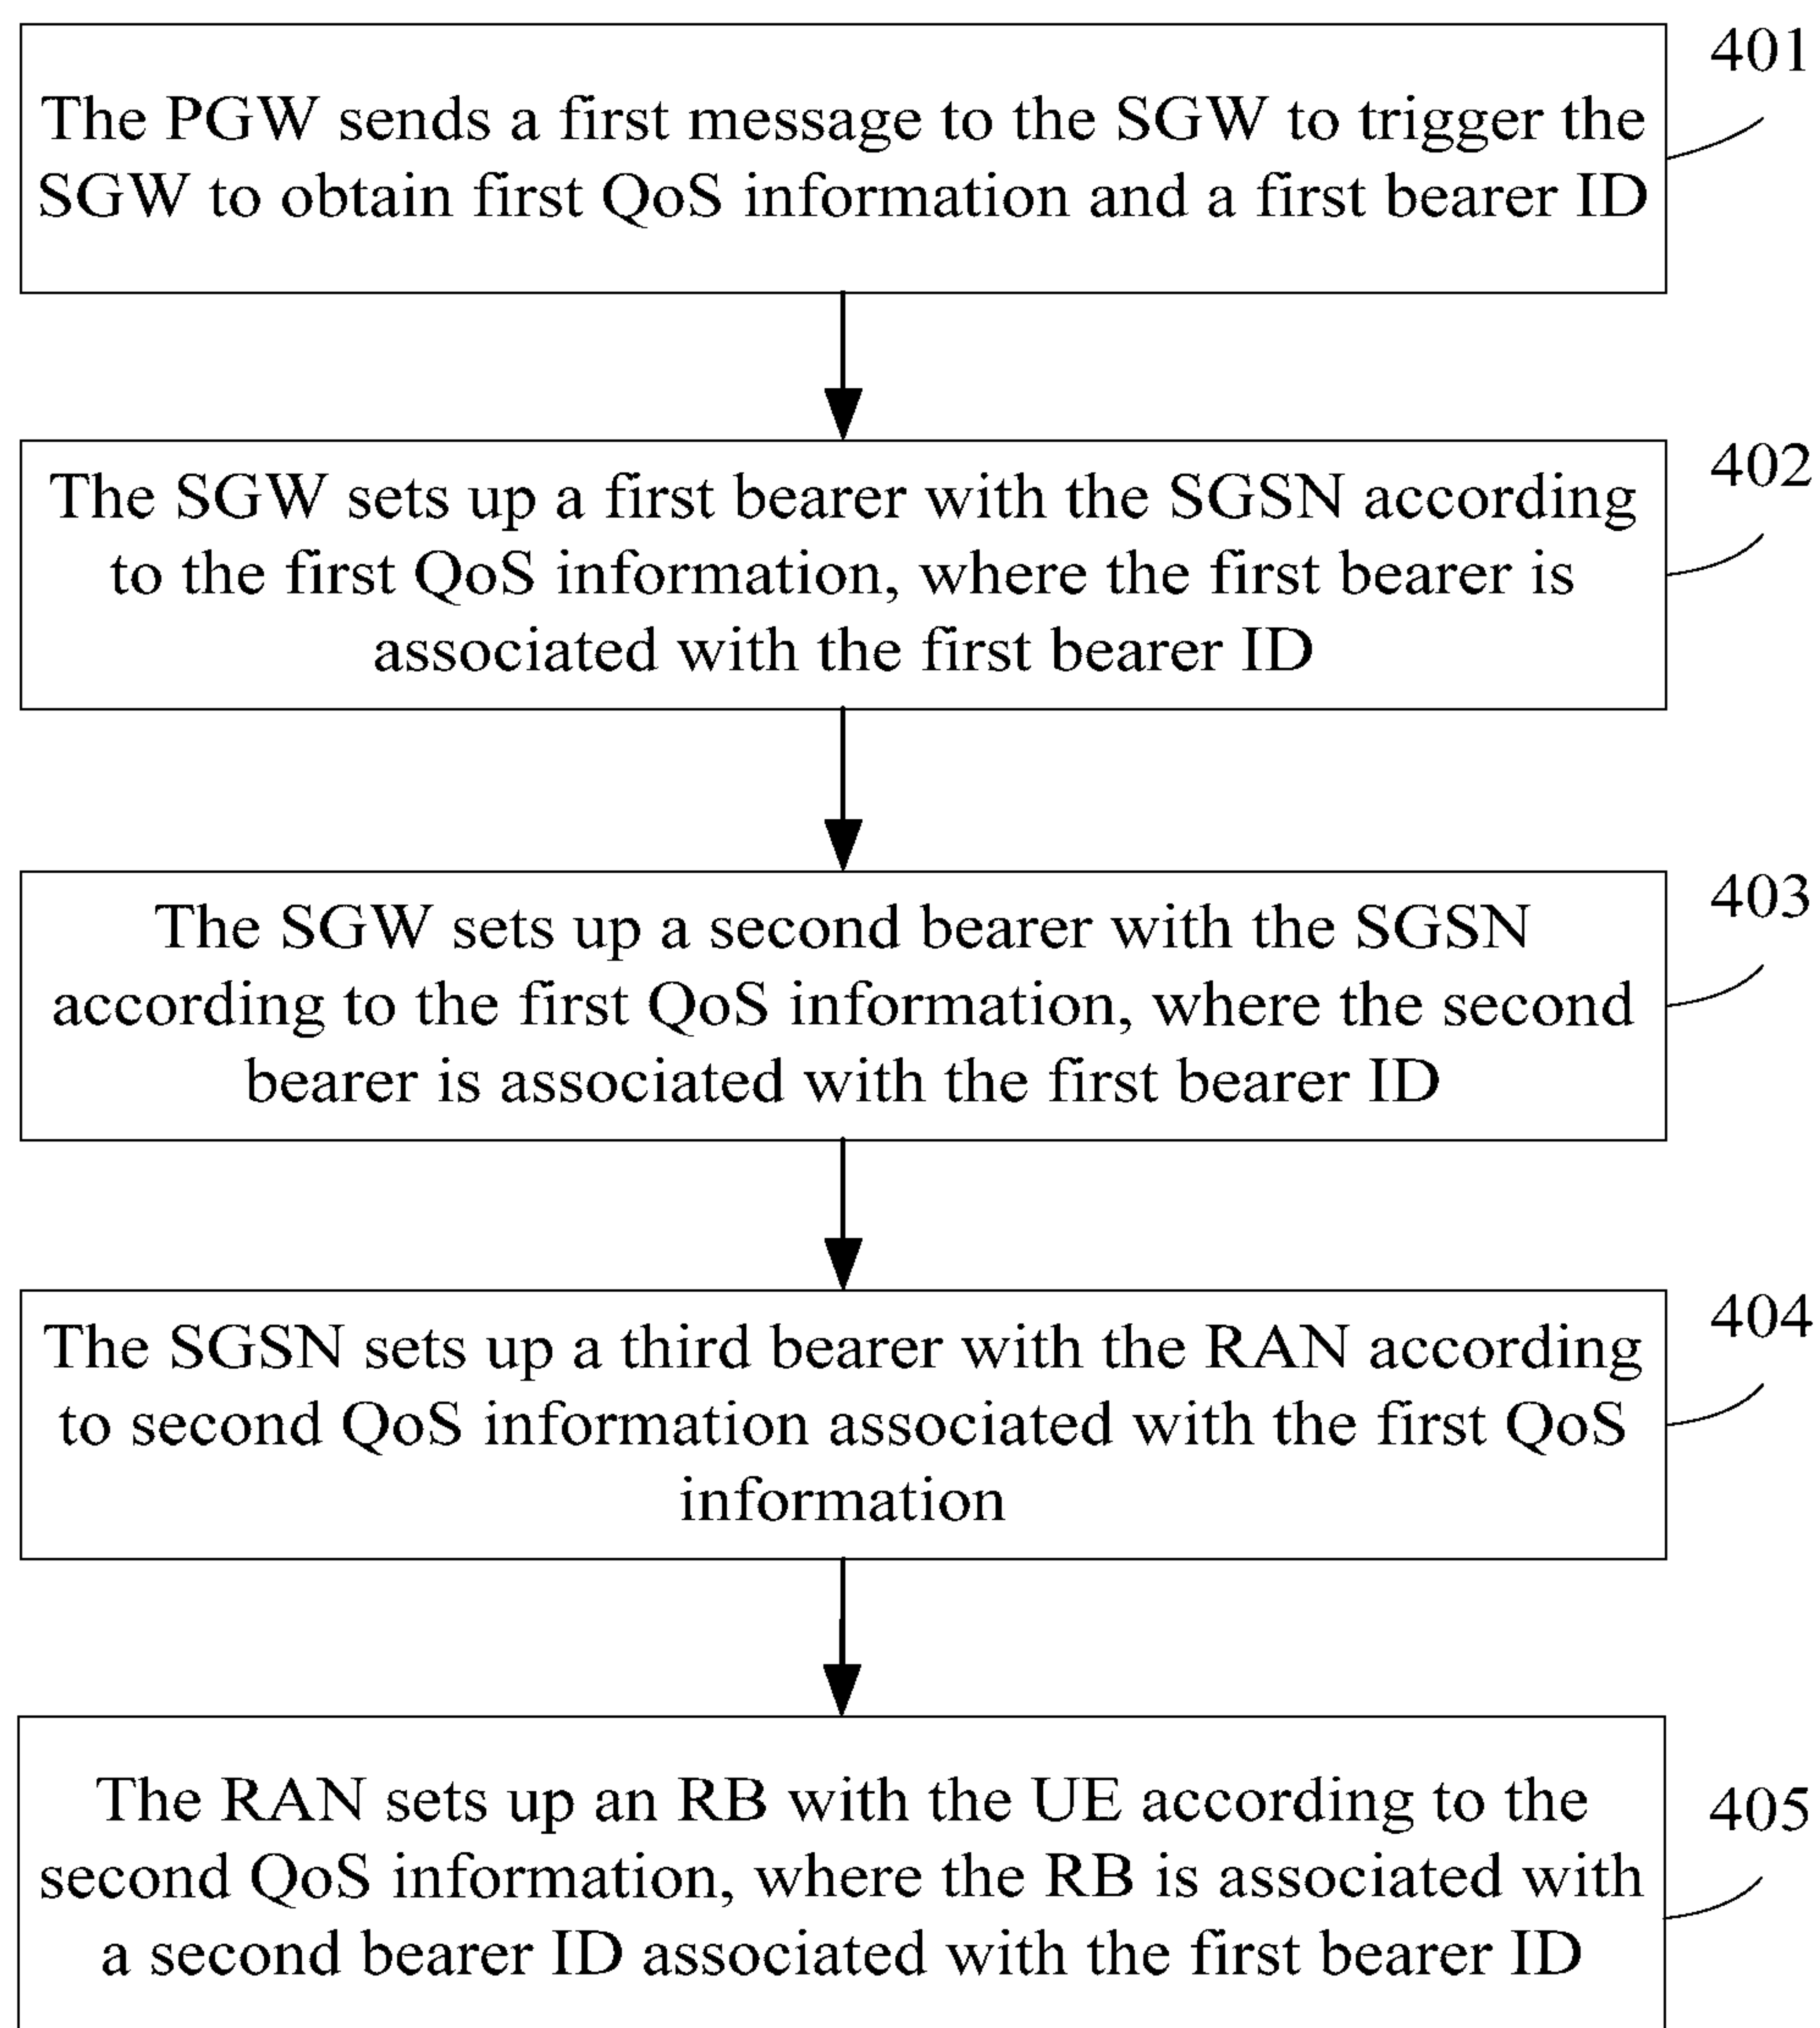 401
The PGW sends a first message to the SGW to trigger the
SGW to obtain first QoS information and a first bearer ID
402
The SGW sets up a first bearer with the SGSN according
to the first QoS information, where the first bearer is
associated with the first bearer ID
403
The SGW sets up a second bearer with the SGSN
according to the first QoS information, where the second
bearer is associated with the first bearer ID
404
The SGSN sets up a third bearer with the RAN according
to second QoS information associated with the first QoS
information
405
The RAN sets up an RB with the UE according to the
second QoS information, where the RB is associated with
a second bearer ID associated with the first bearer ID